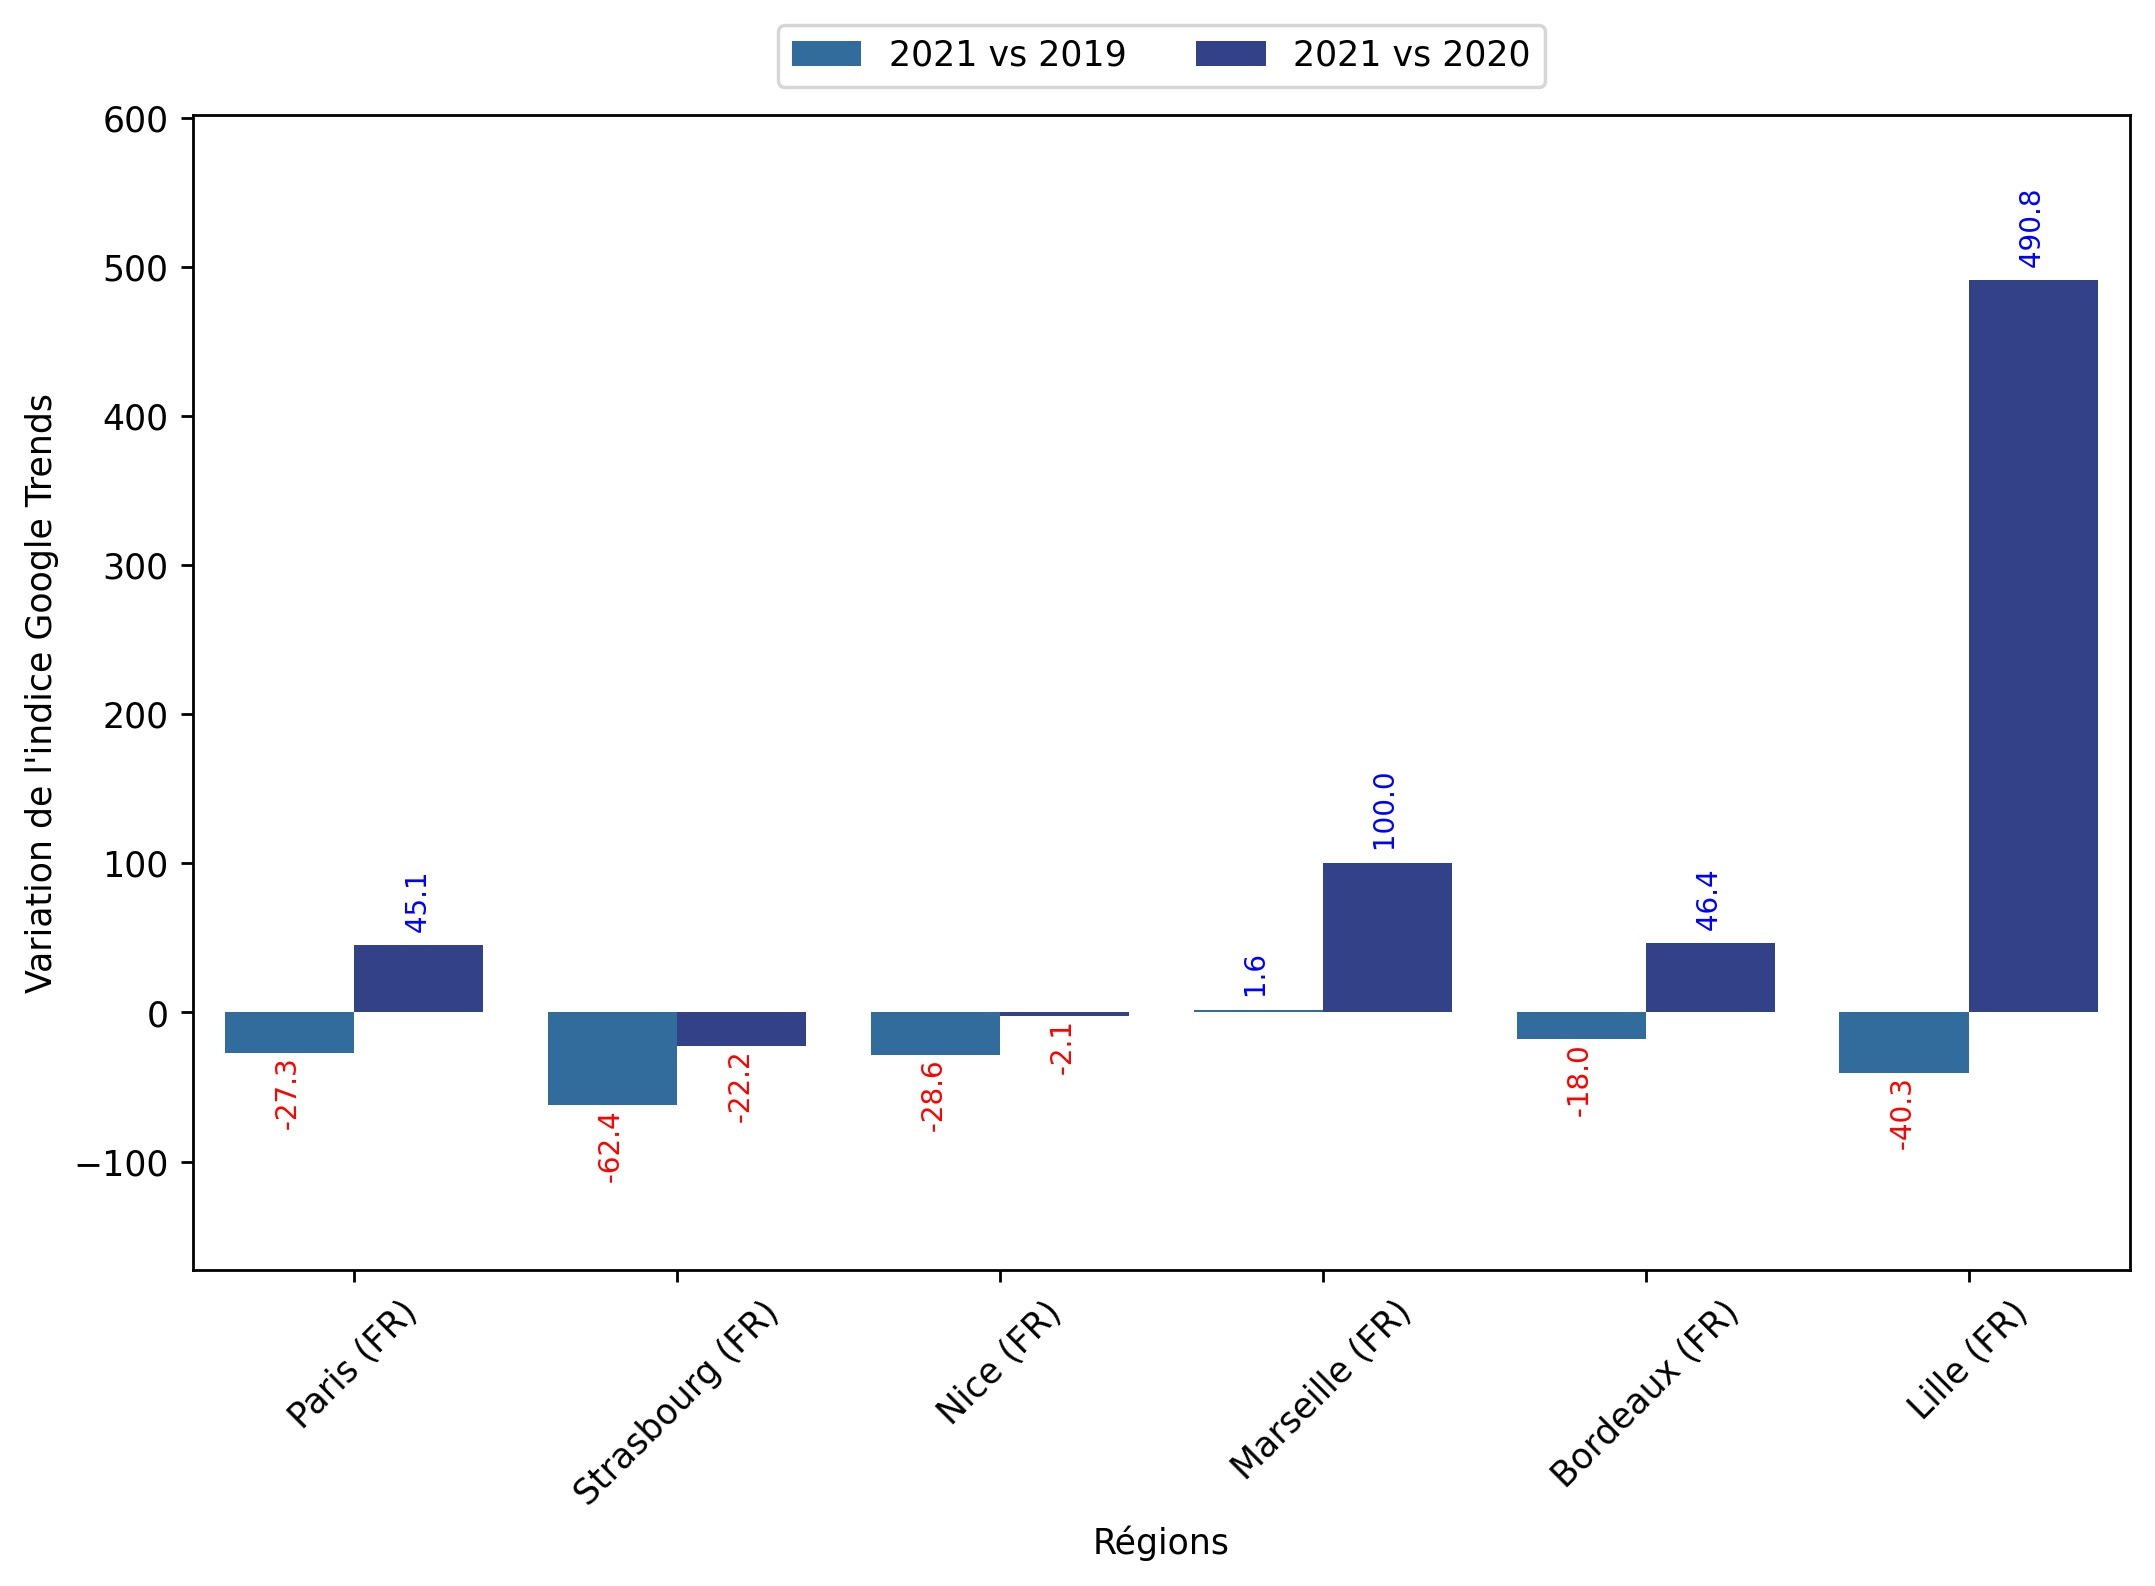 2021 vs 2019
2021 vs 2020
Variation de l'indice Google Trends
600
500
400
300
200
100
0
−100
-27.3
45.1
-62.4
-22.2
-28.6
-2.1
1.6
100.0
-18.0
46.4
-40.3
490.8
Paris (FR)
Strasbourg (FR)
Nice (FR)
Marseille (FR)
Bordeaux (FR)
Lille (FR)
Régions